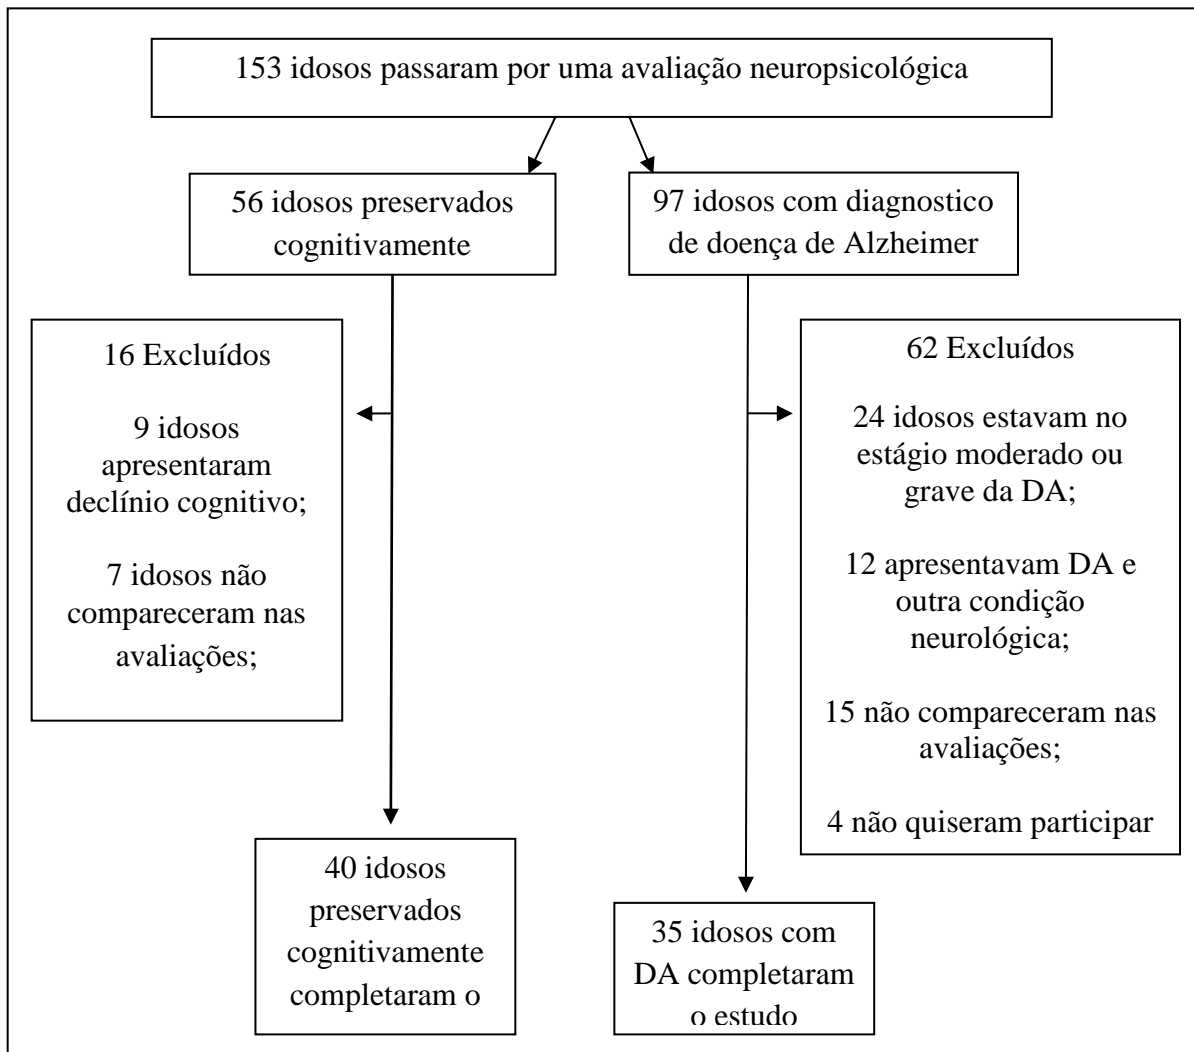 153 idosos passaram por uma avaliação neuropsicológica
56 idosos preservados
cognitivamente
97 idosos com diagnostico
de doença de Alzheimer
16 Excluídos
9 idosos
apresentaram
declínio cognitivo;
7 idosos não
compareceram nas
avaliações;
62 Excluídos
24 idosos estavam no
estágio moderado ou
grave da DA;
12 apresentavam DA e
outra condição
neurológica;
15 não compareceram nas
avaliações;
4 não quiseram participar
40 idosos
preservados
cognitivamente
completaram o
35 idosos com
DA completaram
o estudo